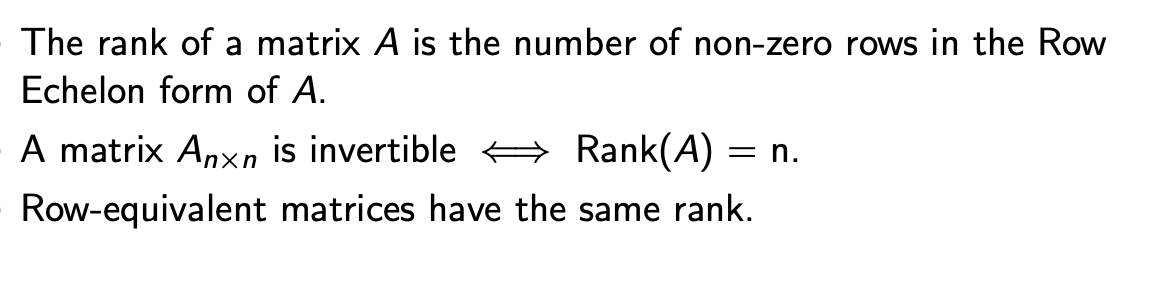 The rank of a matrix A is the number of non-zero rows in the Row
Echelon form of A.
A matrix Aₙₓₙ is invertible ⟺ Rank(A) = n.
Row-equivalent matrices have the same rank.